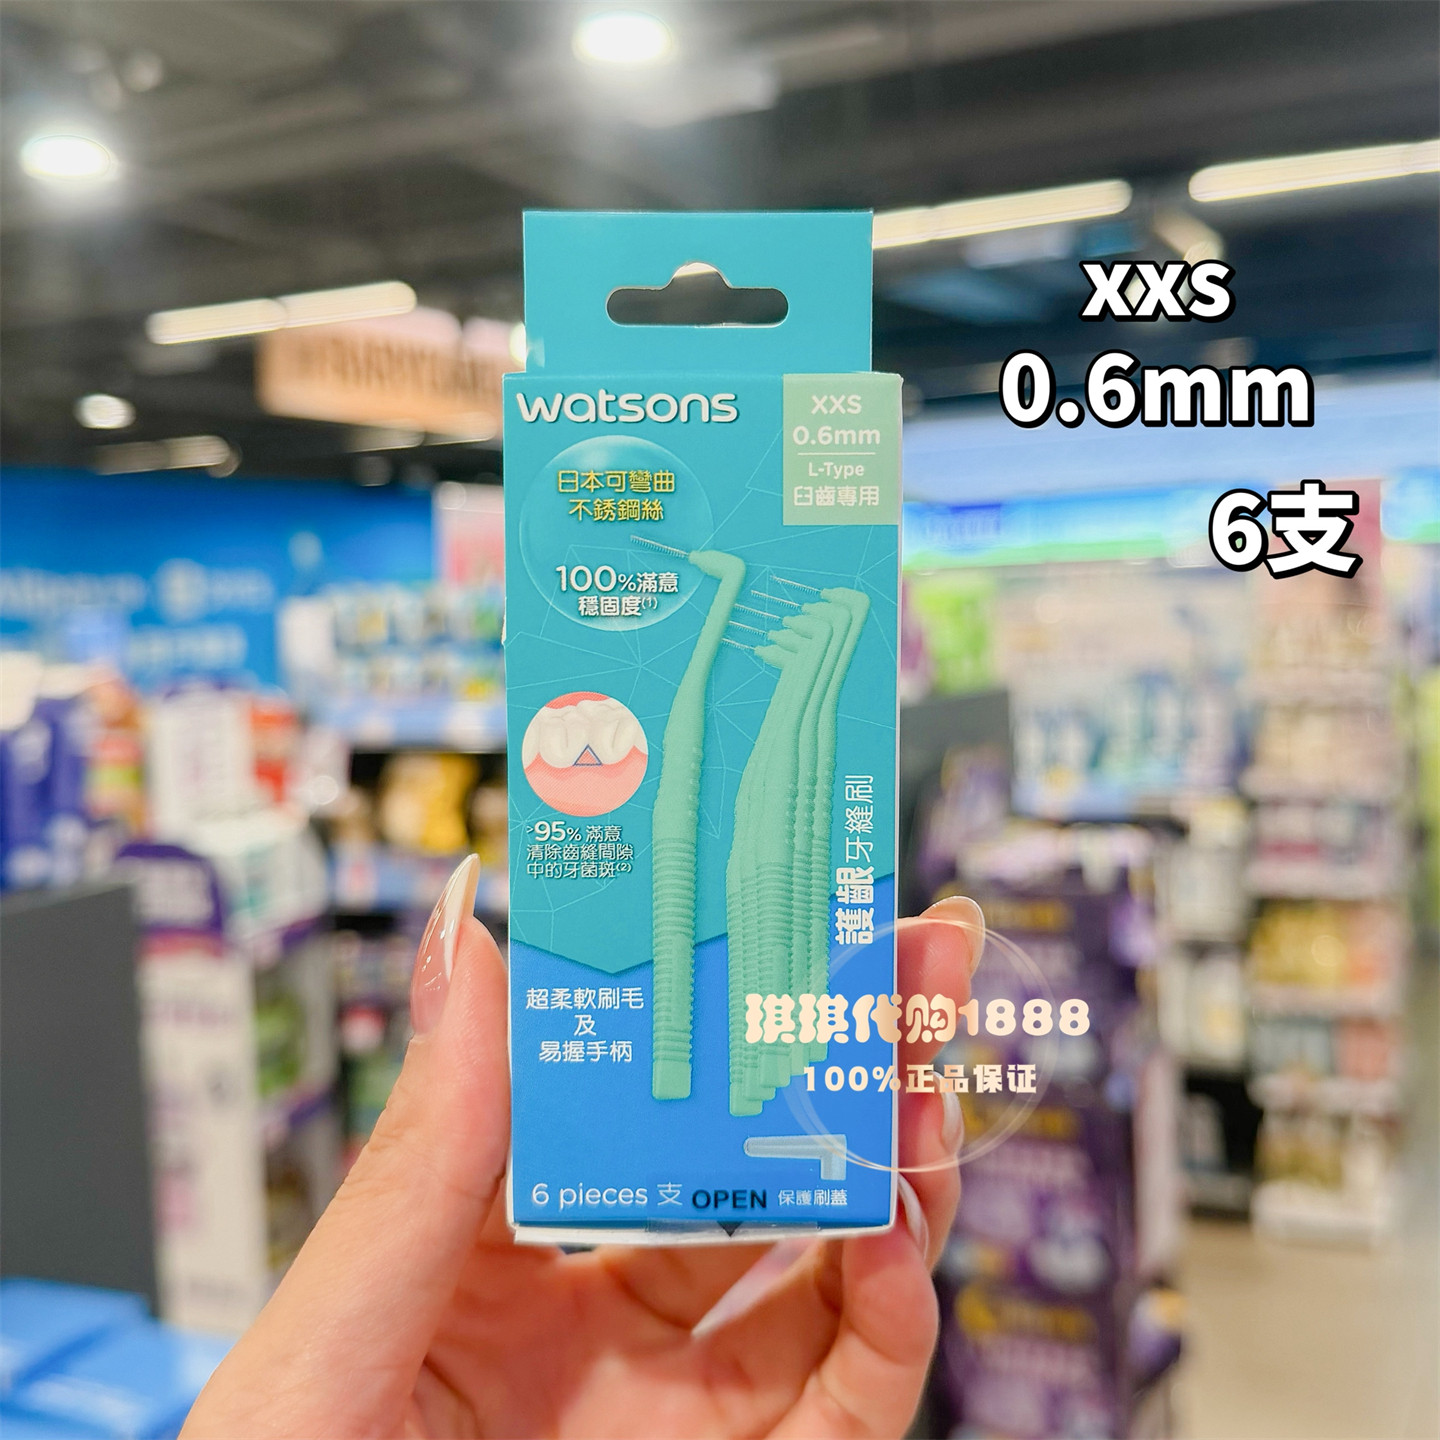 xxs
0.6mm
6支
watsons
XXS
0.6mm
L-Type
臼齒專用
日本可彎曲
不銹鋼絲
100%滿意
穩固度(1)
>95%滿意
清除齒縫間隙
中的牙菌斑(2)
護齦牙縫刷
超柔軟刷毛
及
易握手柄
琪琪代购1888
100%正品保证
6 pieces 支
OPEN
保護刷蓋